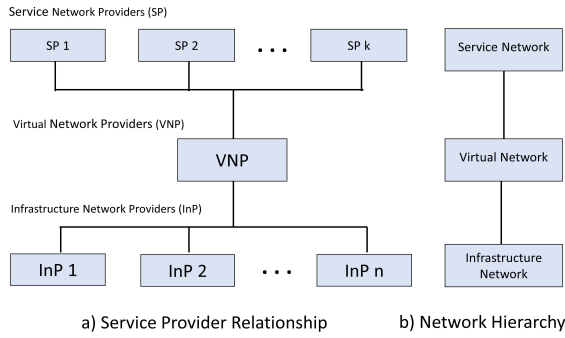 Service Network Providers (SP)
SP 1
SP 2
• • •
SP k
Service Network
Virtual Network Providers (VNP)
VNP
Virtual Network
Infrastructure Network Providers (InP)
InP 1
InP 2
• • •
InP n
Infrastructure
Network
a) Service Provider Relationship
b) Network Hierarchy